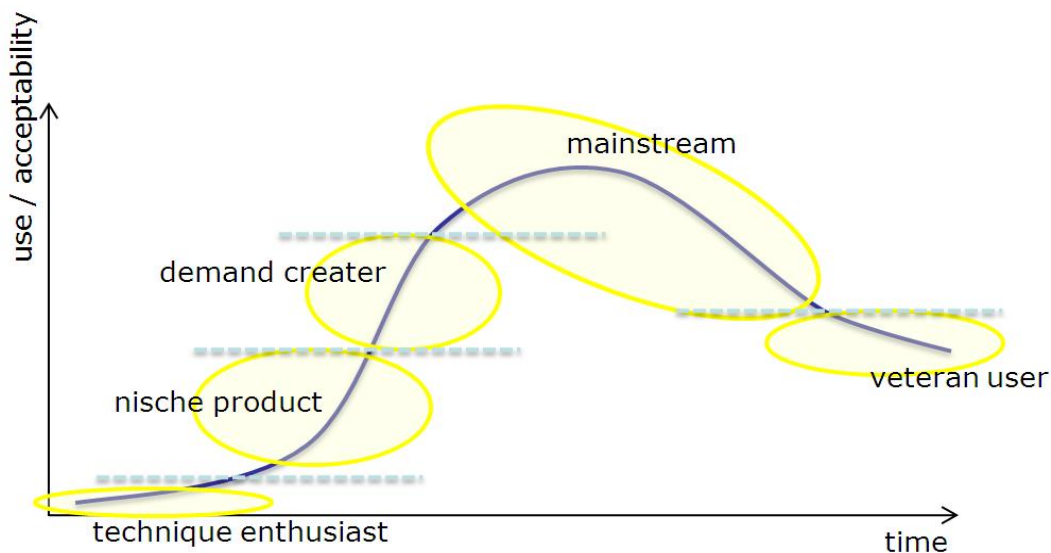 use / acceptability
mainstream
demand creater
nische product
veteran user
technique enthusiast
time